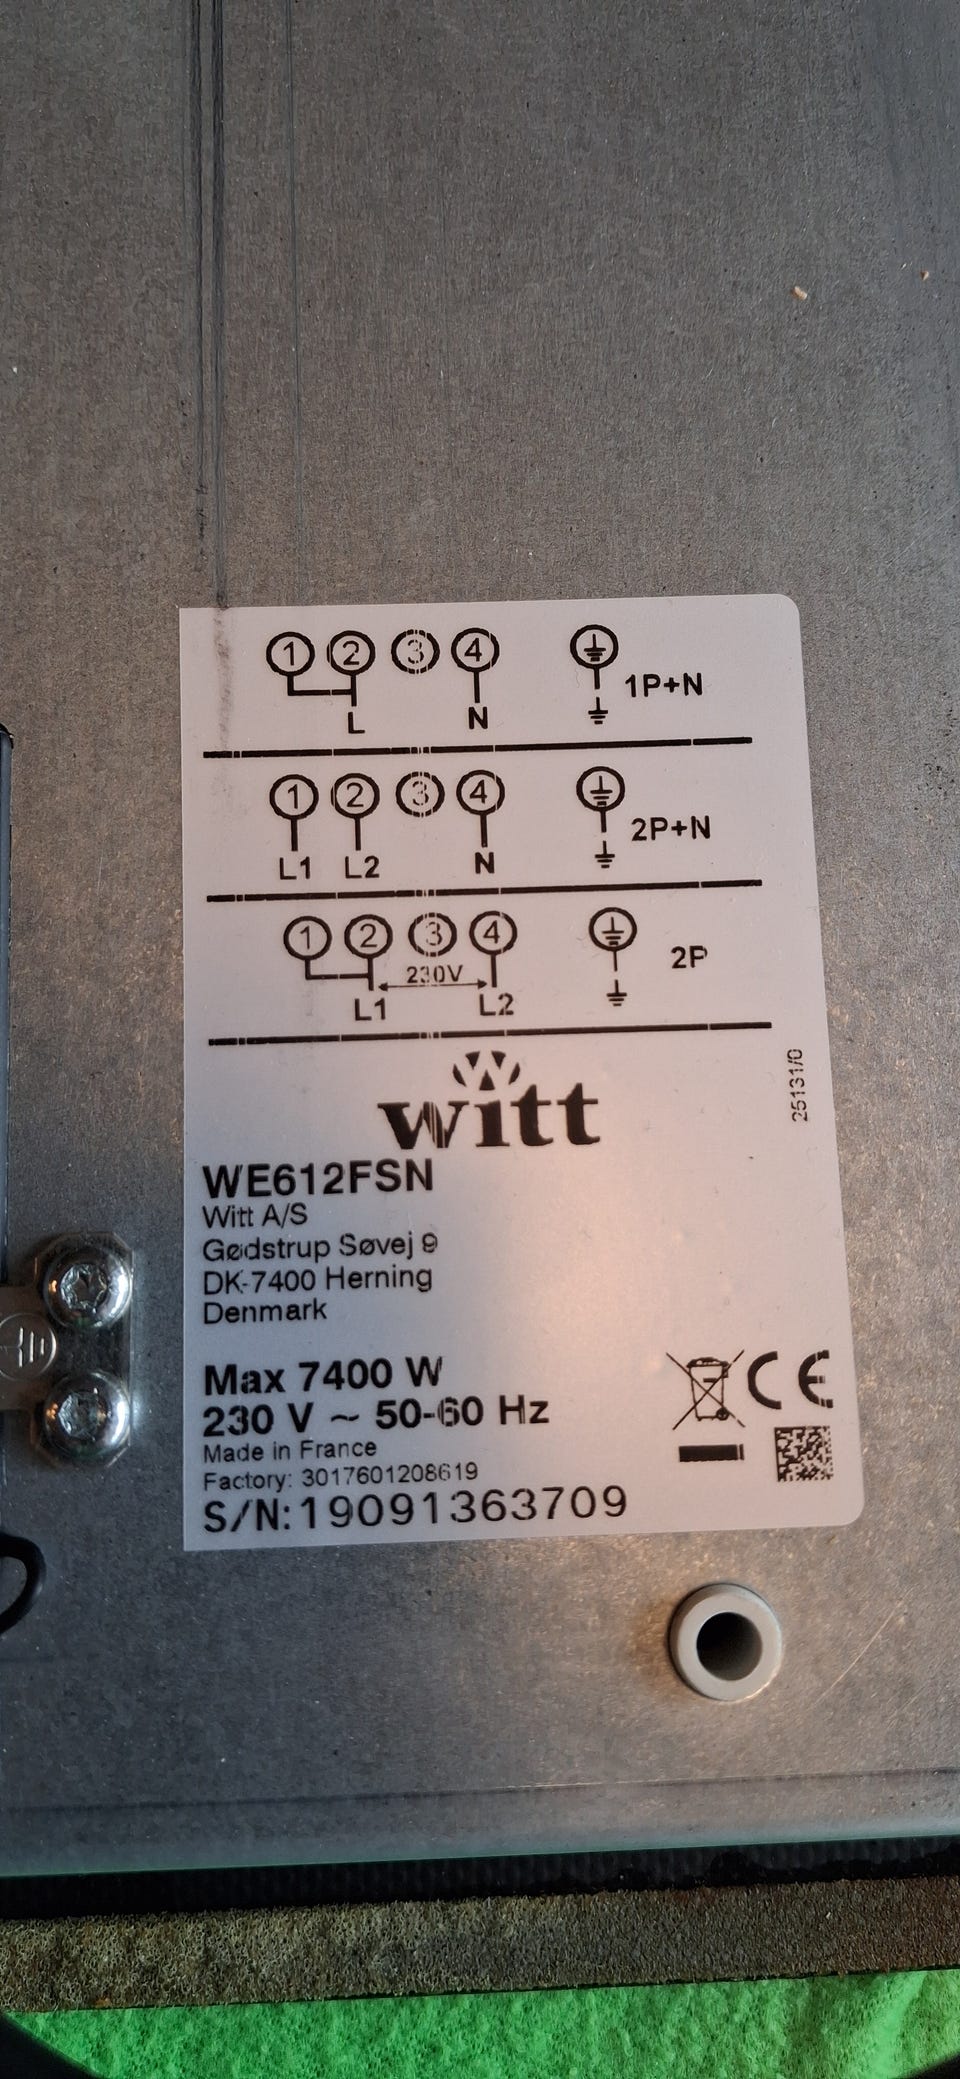 1 2 3 4
L N 1P+N
1 2 3 4
L1 L2 N 2P+N
1 2 3 4 2P
230V
L1 L2
W
witt
25131/0
WE612FSN
Witt A/S
Gødstrup Søvej 9
DK-7400 Herning
Denmark
Max 7400 W
230 V ~ 50-60 Hz
CE
Made in France
Factory: 3017601208619
S/N:19091363709